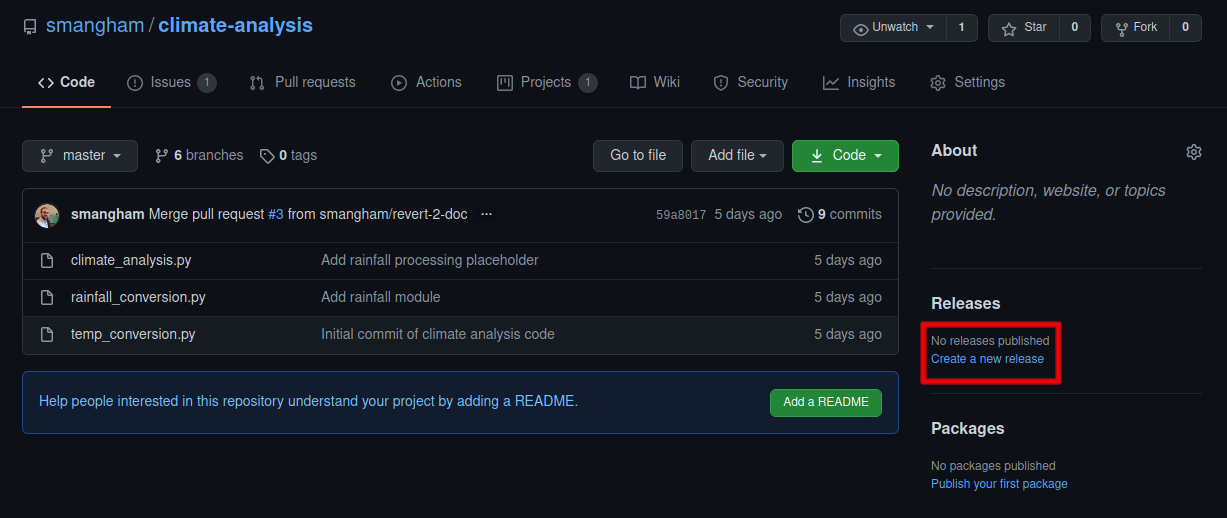 smangham / climate-analysis
Unwatch 1 Star 0 Fork 0
Code Issues 1 Pull requests Actions Projects 1 Wiki Security Insights Settings
master 6 branches 0 tags Go to file Add file Code
smangham Merge pull request #3 from smangham/revert-2-doc ... 59a8017 5 days ago 9 commits
climate_analysis.py Add rainfall processing placeholder 5 days ago
rainfall_conversion.py Add rainfall module 5 days ago
temp_conversion.py Initial commit of climate analysis code 5 days ago
Help people interested in this repository understand your project by adding a README. Add a README
About
No description, website, or topics
provided.
Releases
No releases published
Create a new release
Packages
No packages published
Publish your first package